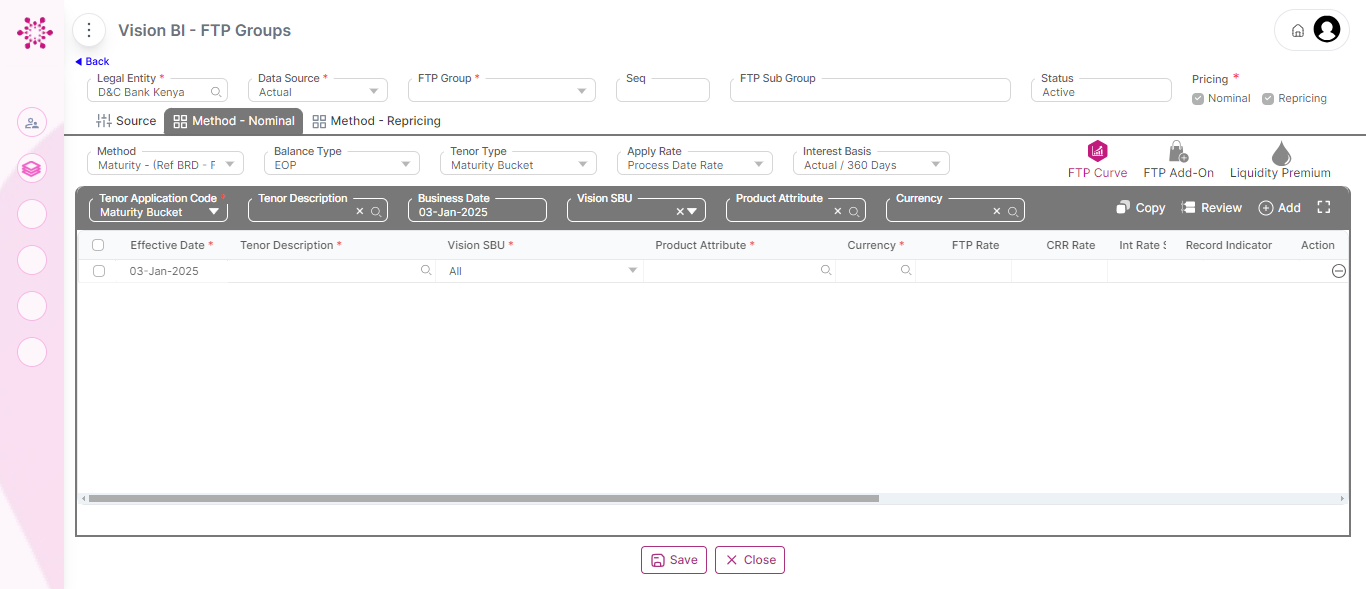 Vision BI - FTP Groups
Back
Legal Entity * Data Source * FTP Group * Seq FTP Sub Group Status Pricing *
D&C Bank Kenya Actual Active Nominal Repricing
Source Method - Nominal Method - Repricing
Method Balance Type Tenor Type Apply Rate Interest Basis
Maturity - (Ref BRD - F EOP Maturity Bucket Process Date Rate Actual / 360 Days
FTP Curve FTP Add-On Liquidity Premium
Tenor Application Code * Tenor Description Business Date Vision SBU Product Attribute Currency
Maturity Bucket 03-Jan-2025 Copy Review Add
Effective Date * Tenor Description * Vision SBU * Product Attribute * Currency * FTP Rate CRR Rate Int Rate S Record Indicator Action
03-Jan-2025 All
Save Close